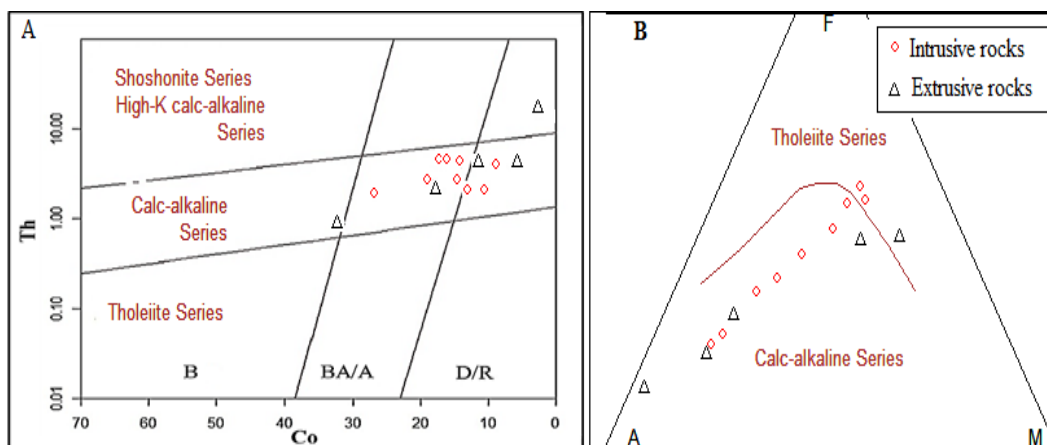 A
Shoshonite Series
High-K calc-alkaline
Series
Calc-alkaline
Series
Tholeiite Series
B
BA/A
D/R
Th
10.00
1.00
0.10
0.01
70
60
50
40
30
20
10
0
Co
B
F
Intrusive rocks
Extrusive rocks
Tholeiite Series
Calc-alkaline Series
A
M